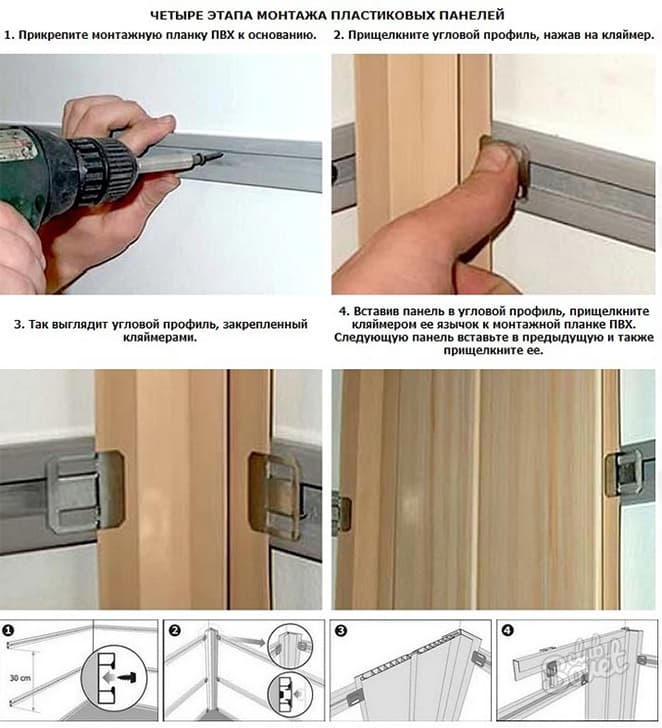 ЧЕТЫРЕ ЭТАПА МОНТАЖА ПЛАСТИКОВЫХ ПАНЕЛЕЙ
1. Прикрепите монтажную планку ПВХ к основанию.
2. Прищелкните угловой профиль, нажав на кляймер.
3. Так выглядит угловой профиль, закрепленный
кляймерами.
4. Вставив панель в угловой профиль, прищелкните
кляймером ее язычок к монтажной планке ПВХ.
Следующую панель вставьте в предыдущую и также
прищелкните ее.
1
30 cm
2
3
4